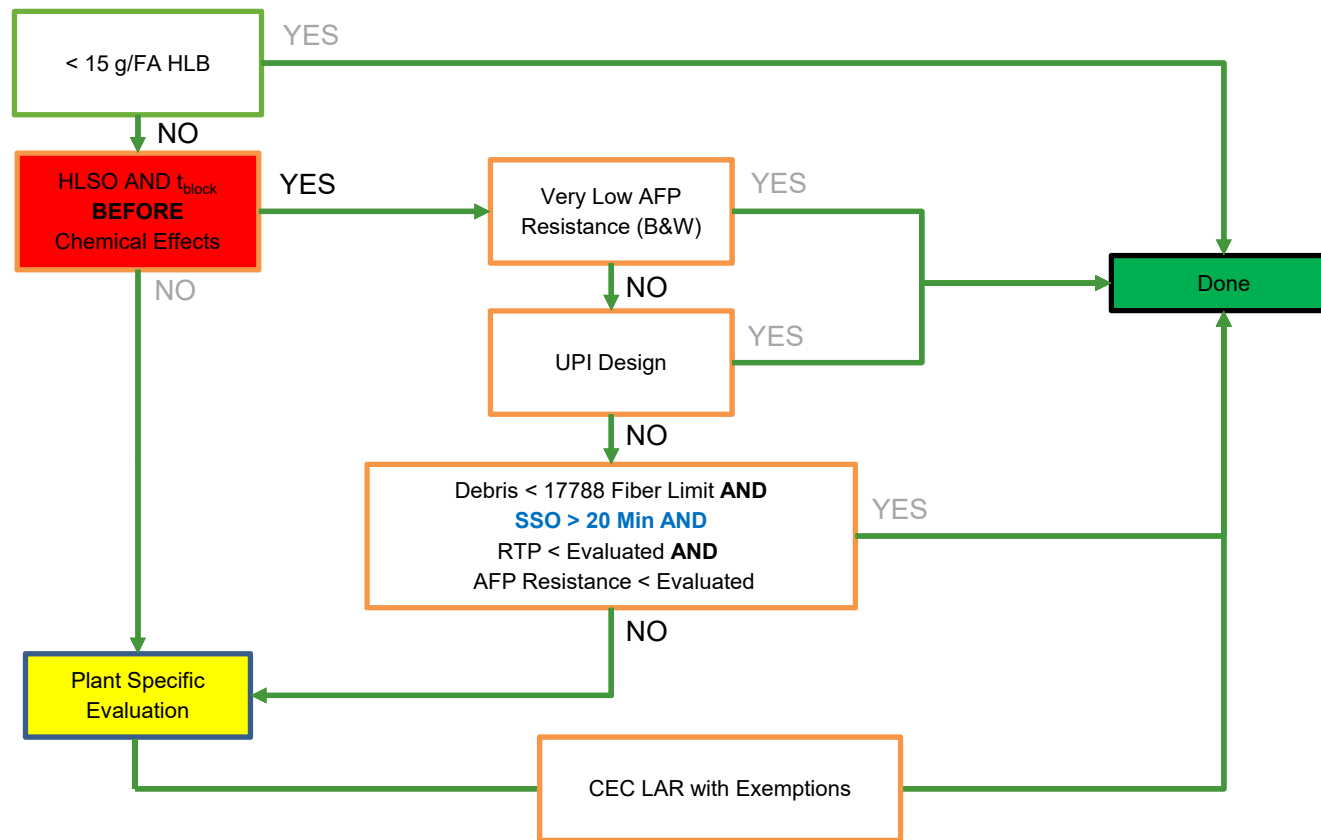 YES
< 15 g/FA HLB
NO
HLSO AND tblock
BEFORE
Chemical Effects
YES
Very Low AFP
Resistance (B&W)
YES
NO
NO
Done
UPI Design
YES
NO
Debris < 17788 Fiber Limit AND
SSO > 20 Min AND
RTP < Evaluated AND
AFP Resistance < Evaluated
YES
NO
Plant Specific
Evaluation
CEC LAR with Exemptions